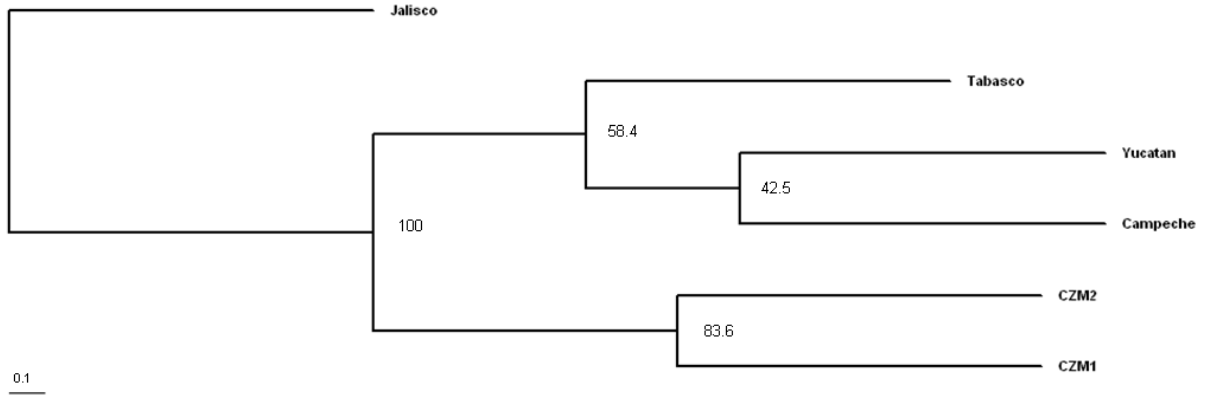 Jalisco
Tabasco
58.4
Yucatan
42.5
Campeche
100
CZM2
83.6
CZM1
0.1